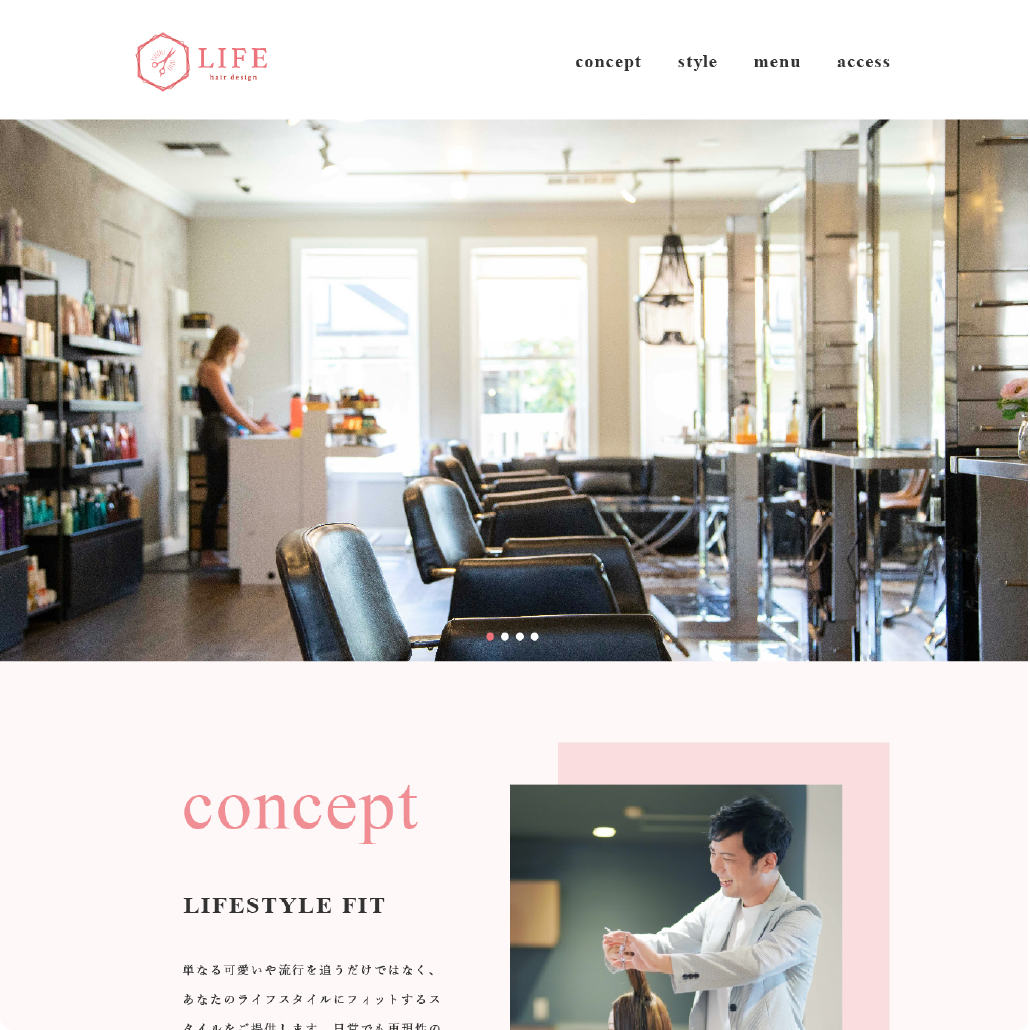 LIFE
hair design
concept style menu access
concept
LIFESTYLE FIT
単なる可愛いや流行を追うだけではなく、
あなたのライフスタイルにフィットするス
タイルをご提供します。日常でも再現性の